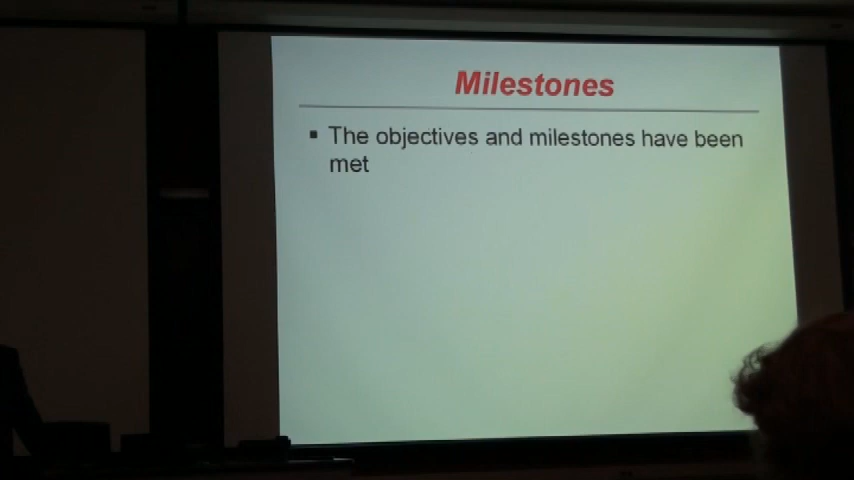 Milestones
▪ The objectives and milestones have been
met